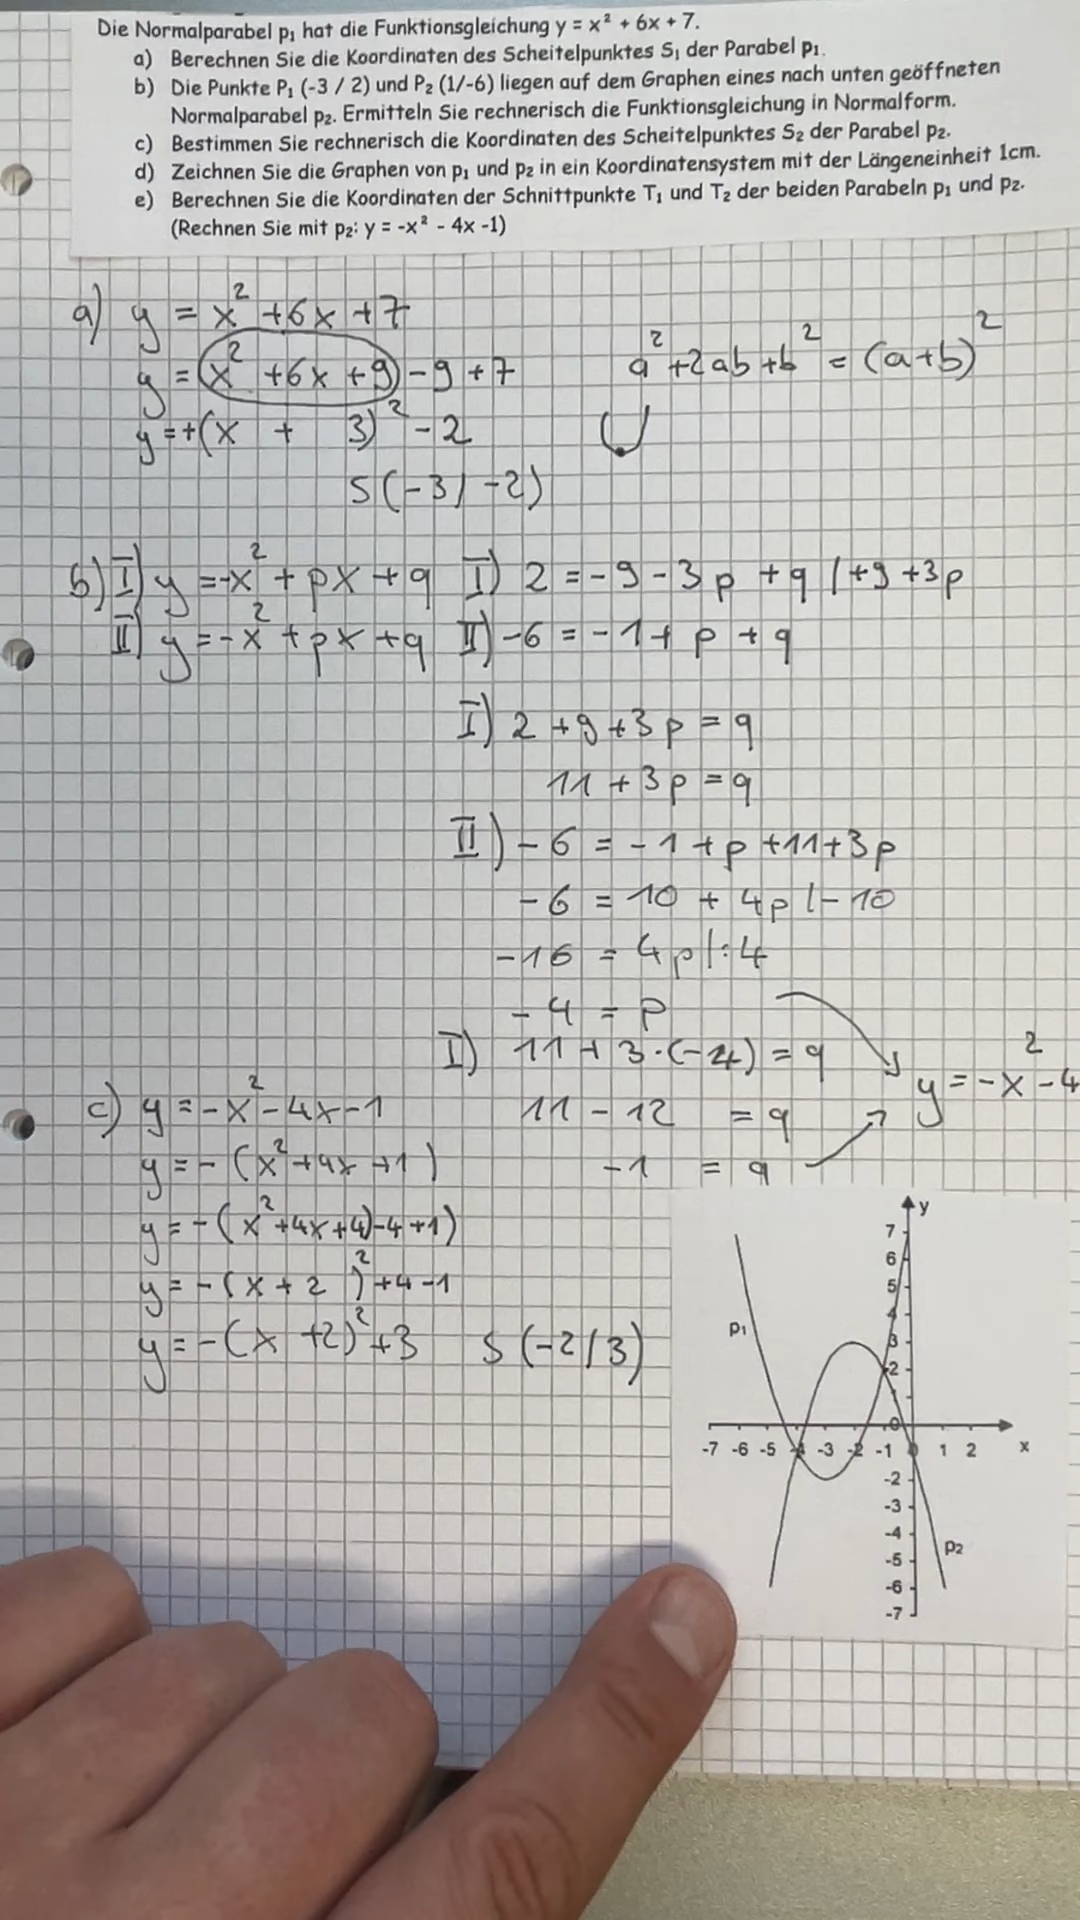 Die Normalparabel p₁ hat die Funktionsgleichung y = x² + 6x + 7.
a) Berechnen Sie die Koordinaten des Scheitelpunktes S₁ der Parabel p₁.
b) Die Punkte P₁ (-3 / 2) und P₂ (1/-6) liegen auf dem Graphen eines nach unten geöffneten
Normalparabel p₂. Ermitteln Sie rechnerisch die Funktionsgleichung in Normalform.
c) Bestimmen Sie rechnerisch die Koordinaten des Scheitelpunktes S₂ der Parabel p₂.
d) Zeichnen Sie die Graphen von p₁ und p₂ in ein Koordinatensystem mit der Längeneinheit 1cm.
e) Berechnen Sie die Koordinaten der Schnittpunkte T₁ und T₂ der beiden Parabeln p₁ und p₂.
(Rechnen Sie mit p₂: y = -x² - 4x -1)
a) y = x² +6x +7
y = x² +6x +9 -9 +7
a² +2ab +b² = (a+b)²
y = +(x + 3)² -2
S(-3/-2)
b) I) y = -x² + px + q I) 2 = -9 -3p +q |+9 +3p
II) y = -x² +px +q II) -6 = -1 + p + q
I) 2 +9 +3p = q
11 +3p = q
II) -6 = -1 +p +11+3p
-6 = 10 + 4p |-10
-16 = 4p |:4
-4 = p
I) 11 + 3·(-4) = q
y = -x² -4
c) y = -x² -4x -1
11 - 12 = q
y = -(x² +4x +1)
-1 = q
y = -(x² +4x +4)-4 +1)
y = -(x +2)² +4 -1
y = -(x +2)² +3 S(-2/3)
y
7
6
5
4
3
2
1
0
p₁
-7 -6 -5 -4 -3 -2 -1 0 1 2 x
-2
-3
-4
-5
-6
-7
p₂